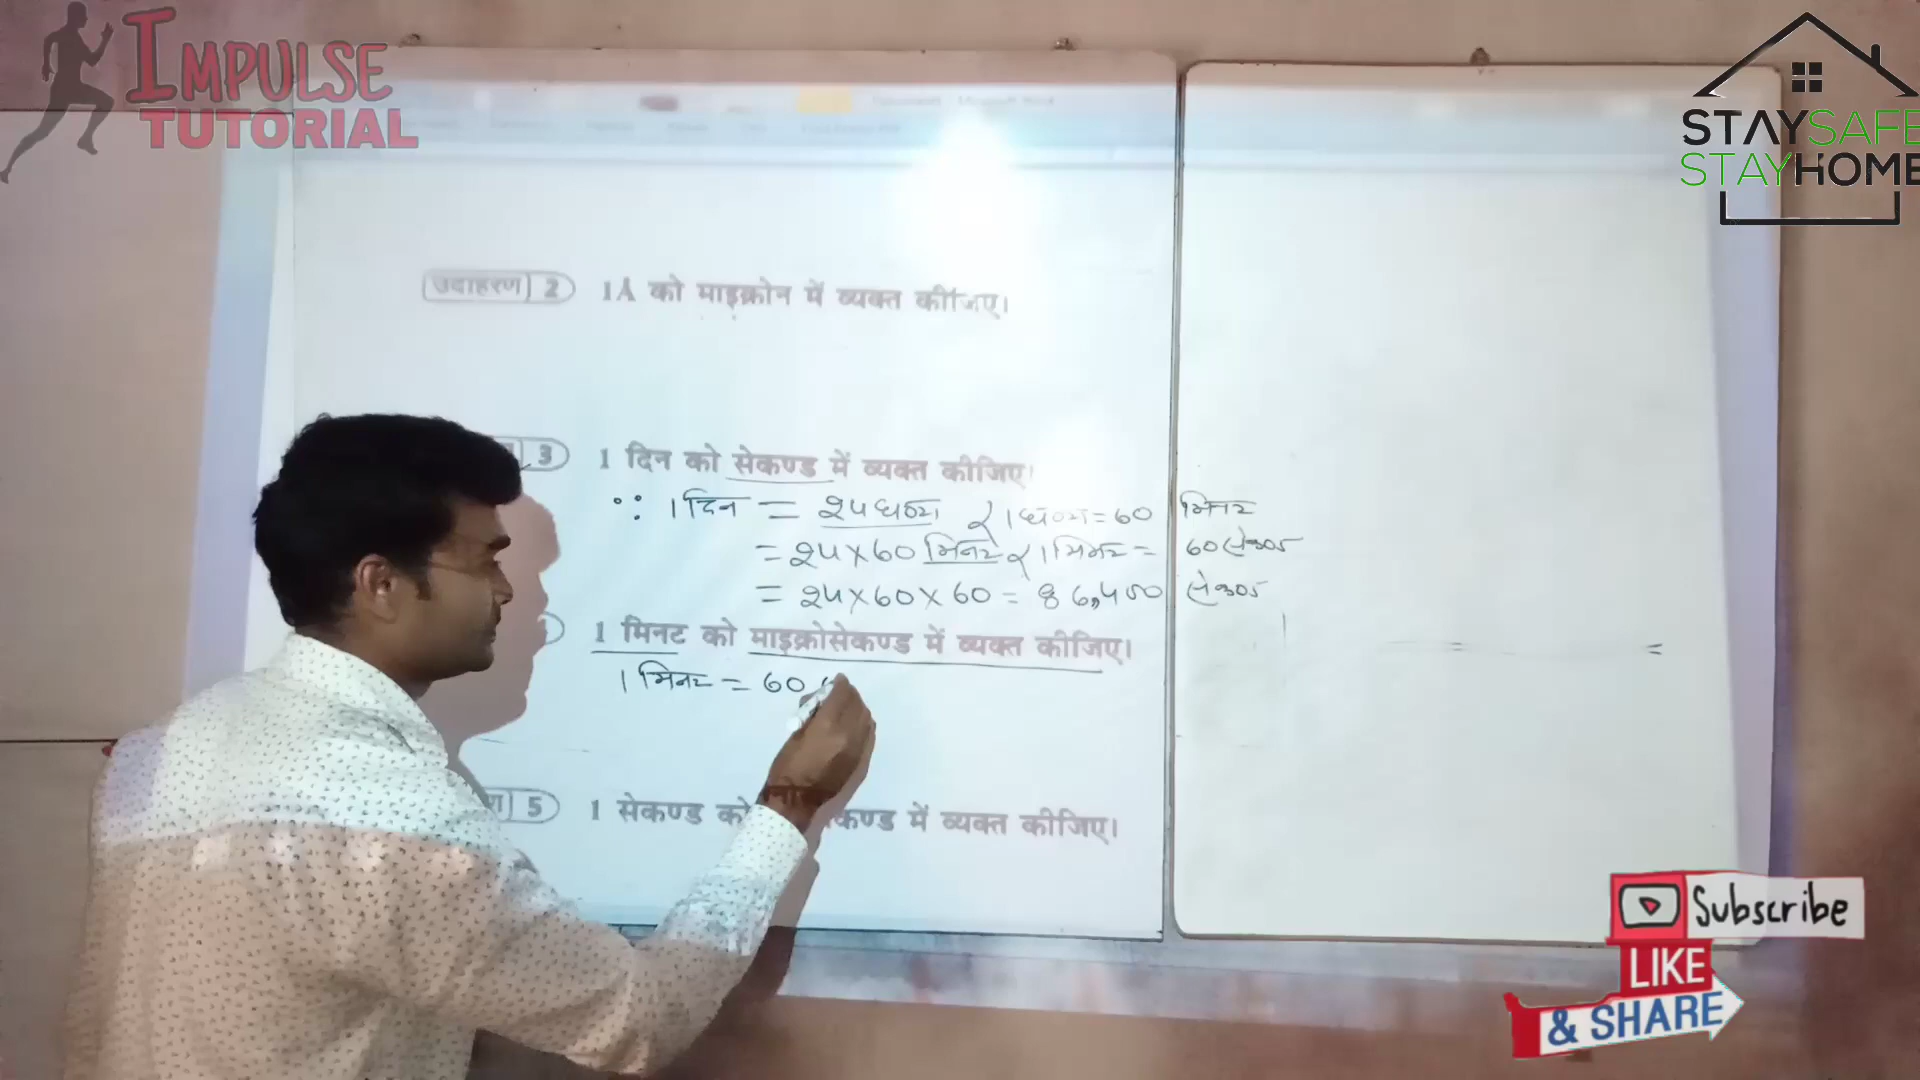 IMPULSE
TUTORIAL
STAYSAFE
STAYHOME
उदाहरण 2 1Å को माइक्रोन में व्यक्त कीजिए।
3 1 दिन को सेकण्ड में व्यक्त कीजिए।
∵ 1 दिन = 24 घण्टा { 1 घण्टा = 60 मिनट
= 24 × 60 मिनट { 1 मिनट = 60 सेकण्ड
= 24 × 60 × 60 = 86,400 सेकण्ड
1 मिनट को माइक्रोसेकण्ड में व्यक्त कीजिए।
1 मिनट = 60
5 1 सेकण्ड को में व्यक्त कीजिए।
Subscribe
LIKE
& SHARE